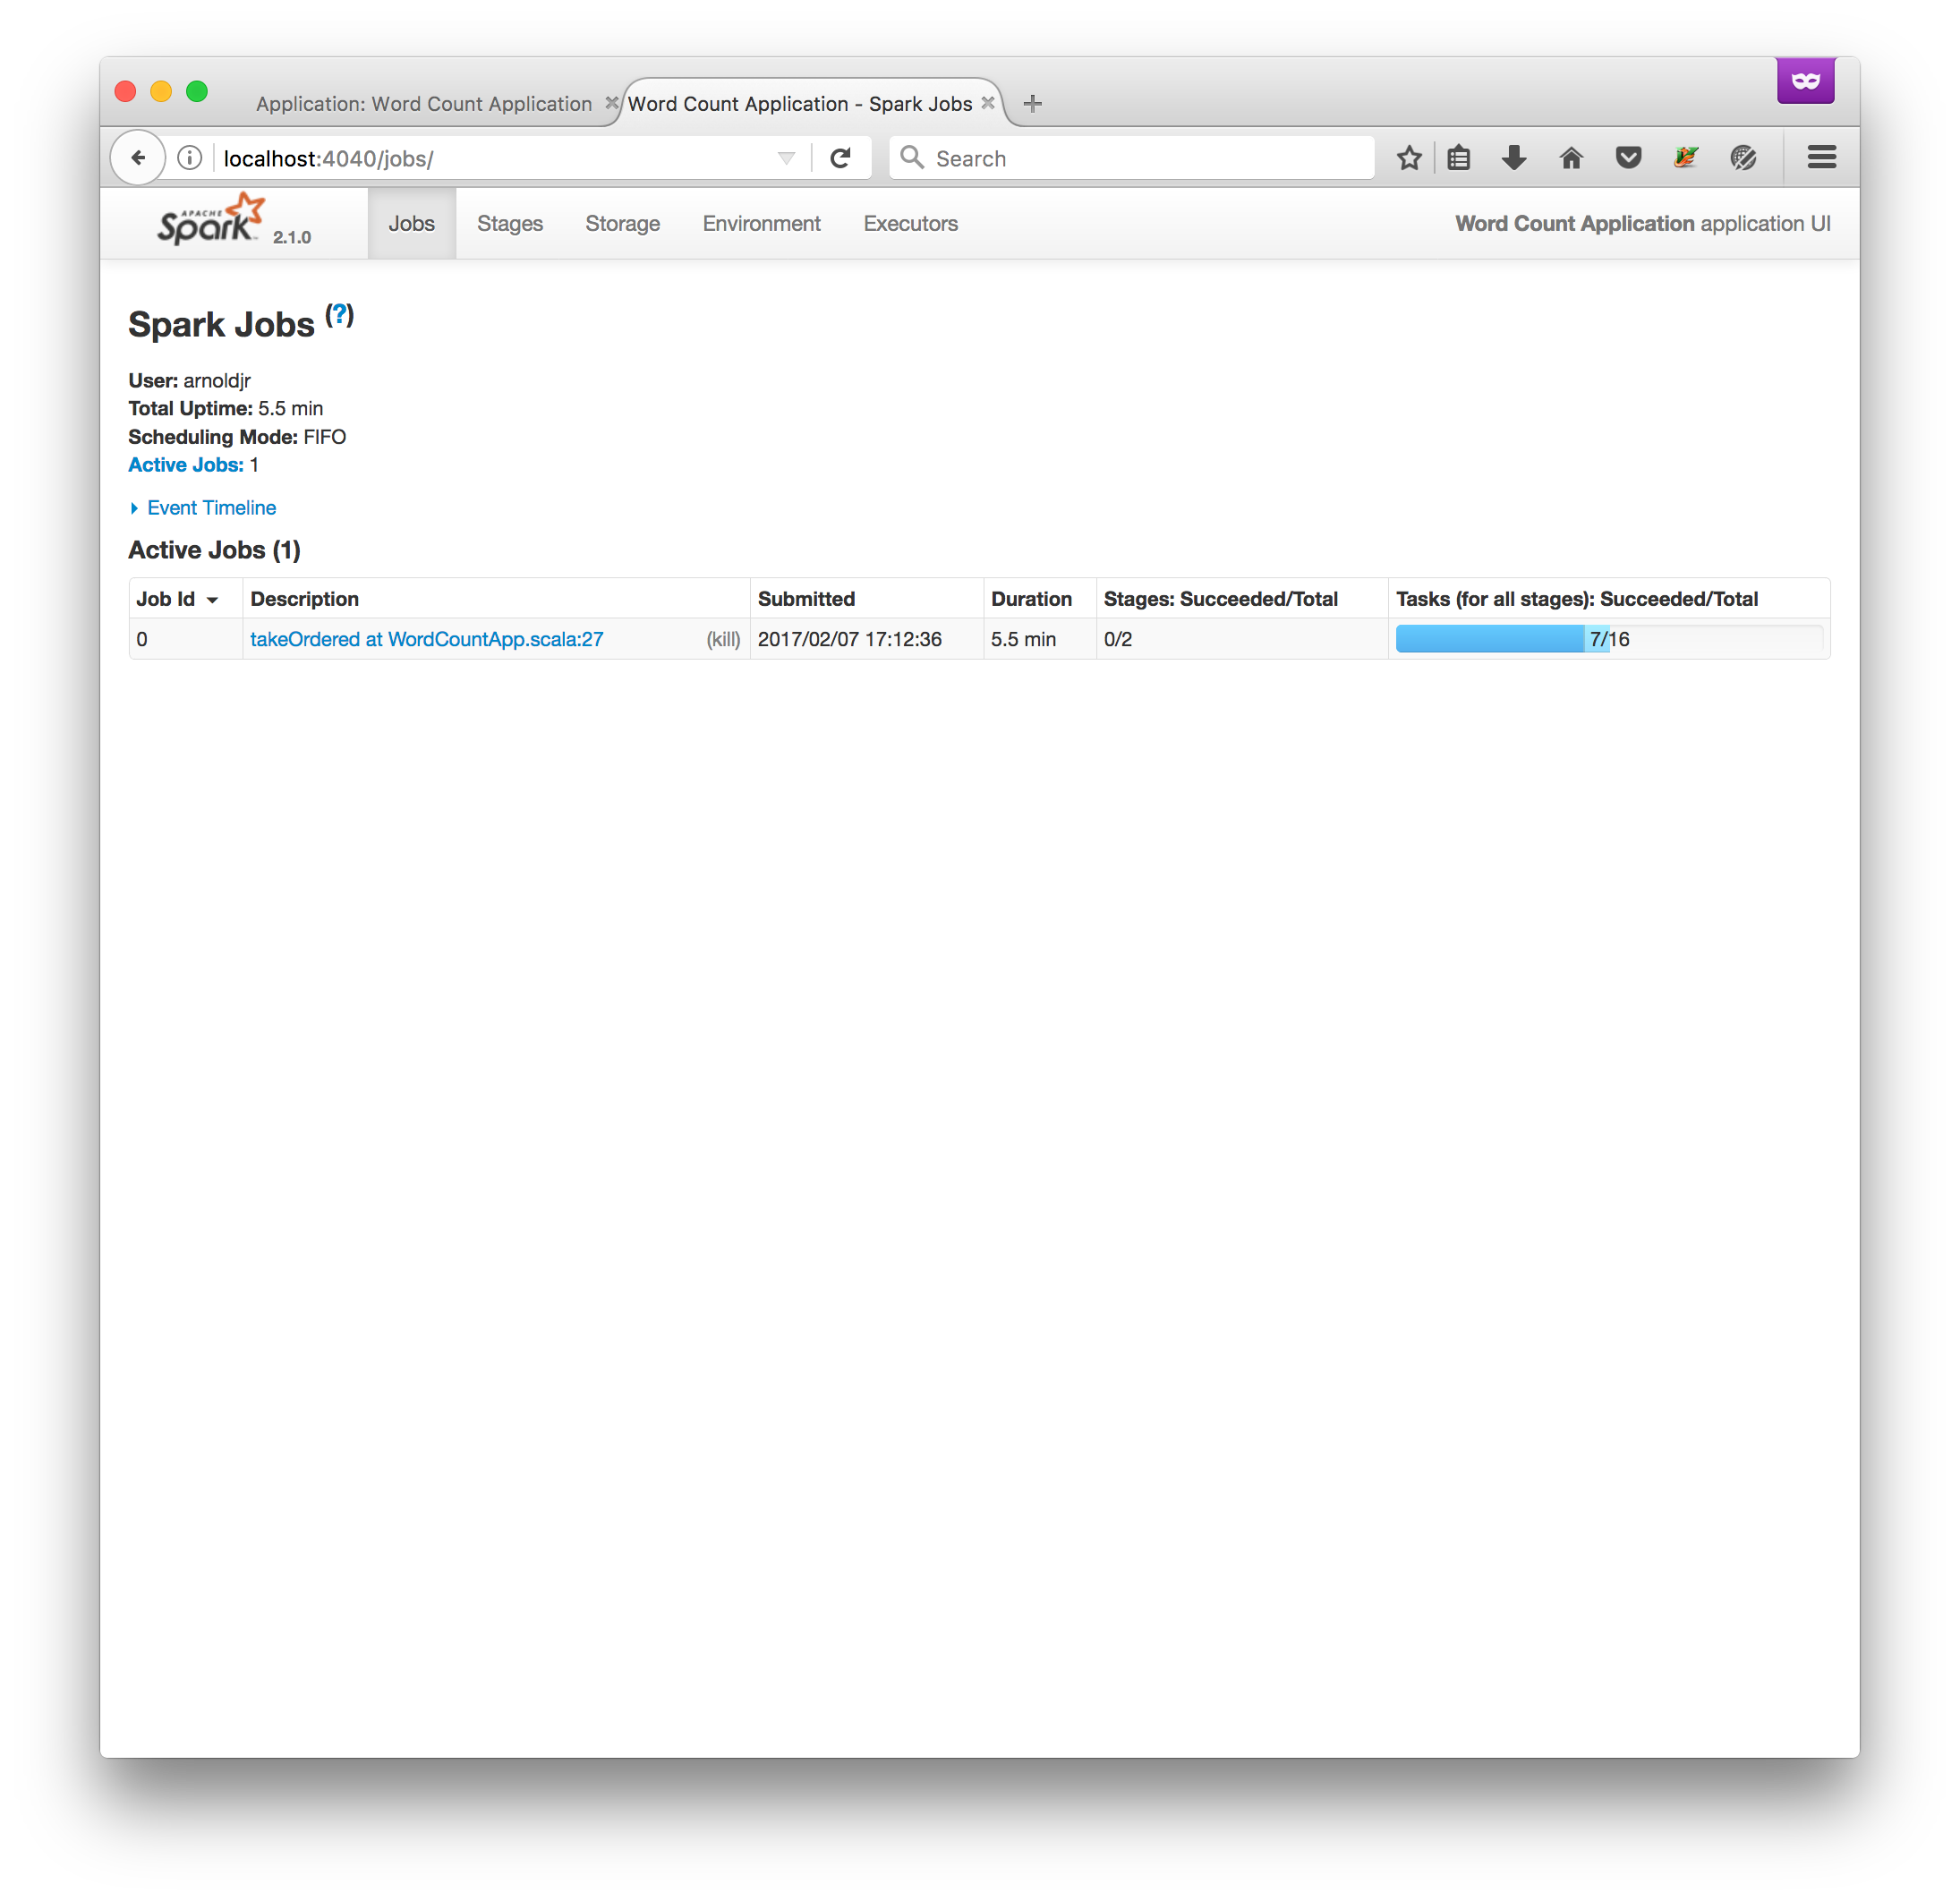 Application: Word Count Application
Word Count Application - Spark Jobs
localhost:4040/jobs/
Search
APACHE
Spark 2.1.0
Jobs
Stages
Storage
Environment
Executors
Word Count Application application UI
Spark Jobs (?)
User: arnoldjr
Total Uptime: 5.5 min
Scheduling Mode: FIFO
Active Jobs: 1
Event Timeline
Active Jobs (1)
Job Id Description Submitted Duration Stages: Succeeded/Total Tasks (for all stages): Succeeded/Total
0 takeOrdered at WordCountApp.scala:27 (kill) 2017/02/07 17:12:36 5.5 min 0/2 7/16